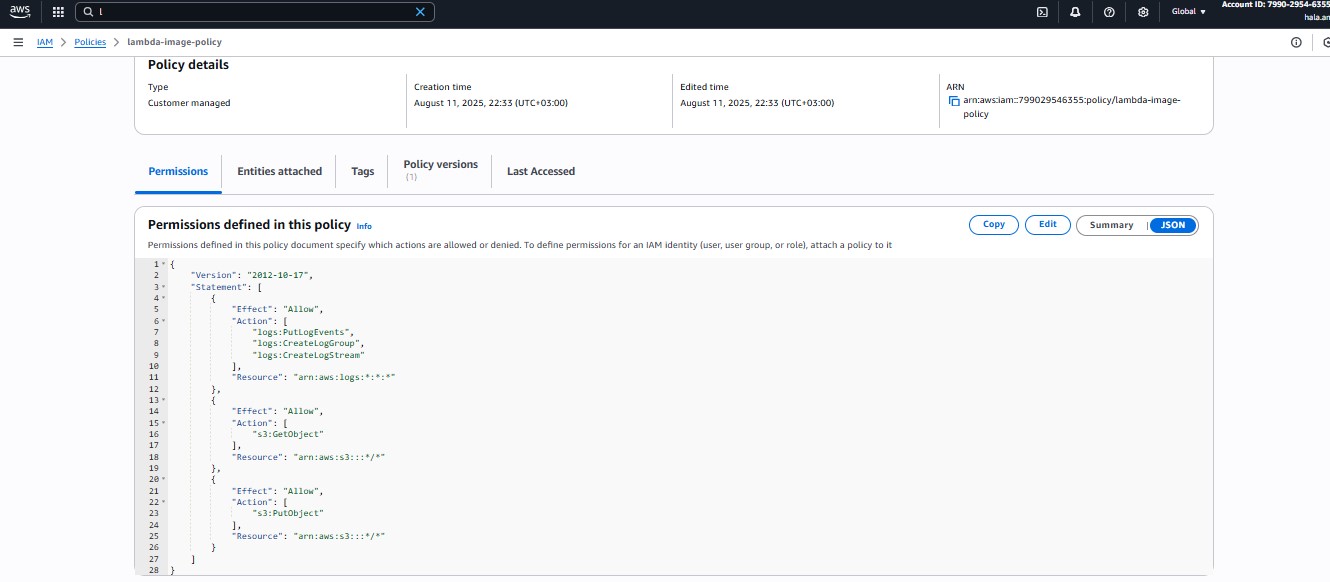 aws
l
Global
Account ID: 7990-2954-6355
hala.an
IAM > Policies > lambda-image-policy
Policy details
Type
Customer managed
Creation time
August 11, 2025, 22:33 (UTC+03:00)
Edited time
August 11, 2025, 22:33 (UTC+03:00)
ARN
arn:aws:iam::799029546355:policy/lambda-image-
policy
Permissions
Entities attached
Tags
Policy versions
(1)
Last Accessed
Permissions defined in this policy Info
Copy
Edit
Summary
JSON
Permissions defined in this policy document specify which actions are allowed or denied. To define permissions for an IAM identity (user, user group, or role), attach a policy to it
1 {
2 "Version": "2012-10-17",
3 "Statement": [
4 {
5 "Effect": "Allow",
6 "Action": [
7 "logs:PutLogEvents",
8 "logs:CreateLogGroup",
9 "logs:CreateLogStream"
10 ],
11 "Resource": "arn:aws:logs:*:*:*"
12 },
13 {
14 "Effect": "Allow",
15 "Action": [
16 "s3:GetObject"
17 ],
18 "Resource": "arn:aws:s3:::*/*"
19 },
20 {
21 "Effect": "Allow",
22 "Action": [
23 "s3:PutObject"
24 ],
25 "Resource": "arn:aws:s3:::*/*"
26 }
27 ]
28 }